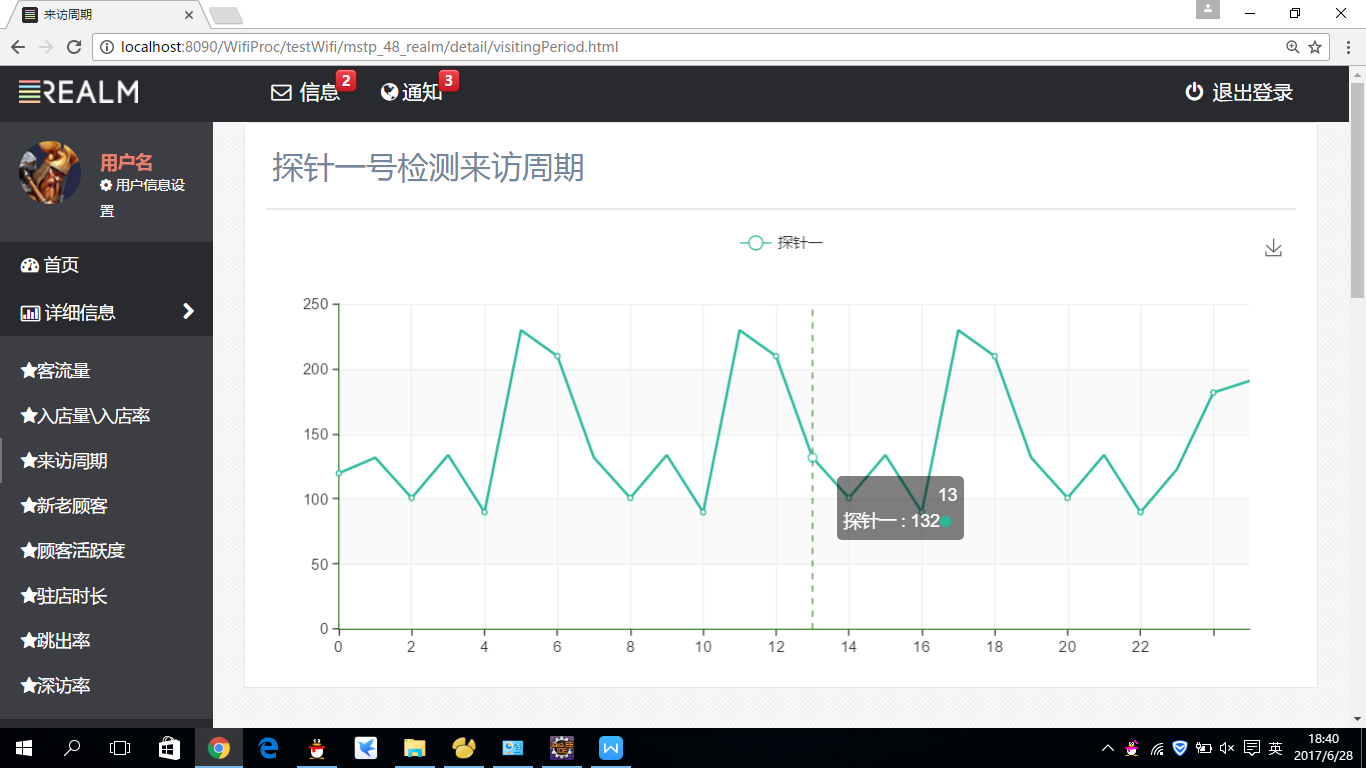 来访周期
localhost:8090/WifiProc/testWifi/mstp_48_realm/detail/visitingPeriod.html
REALM
信息 2
通知 3
退出登录
用户名
用户信息设
置
首页
详细信息
客流量
入店量\入店率
来访周期
新老顾客
顾客活跃度
驻店时长
跳出率
深访率
探针一号检测来访周期
探针一
250
200
150
100
50
0
0 2 4 6 8 10 12 14 16 18 20 22
13
探针一 : 132
英
18:40
2017/6/28